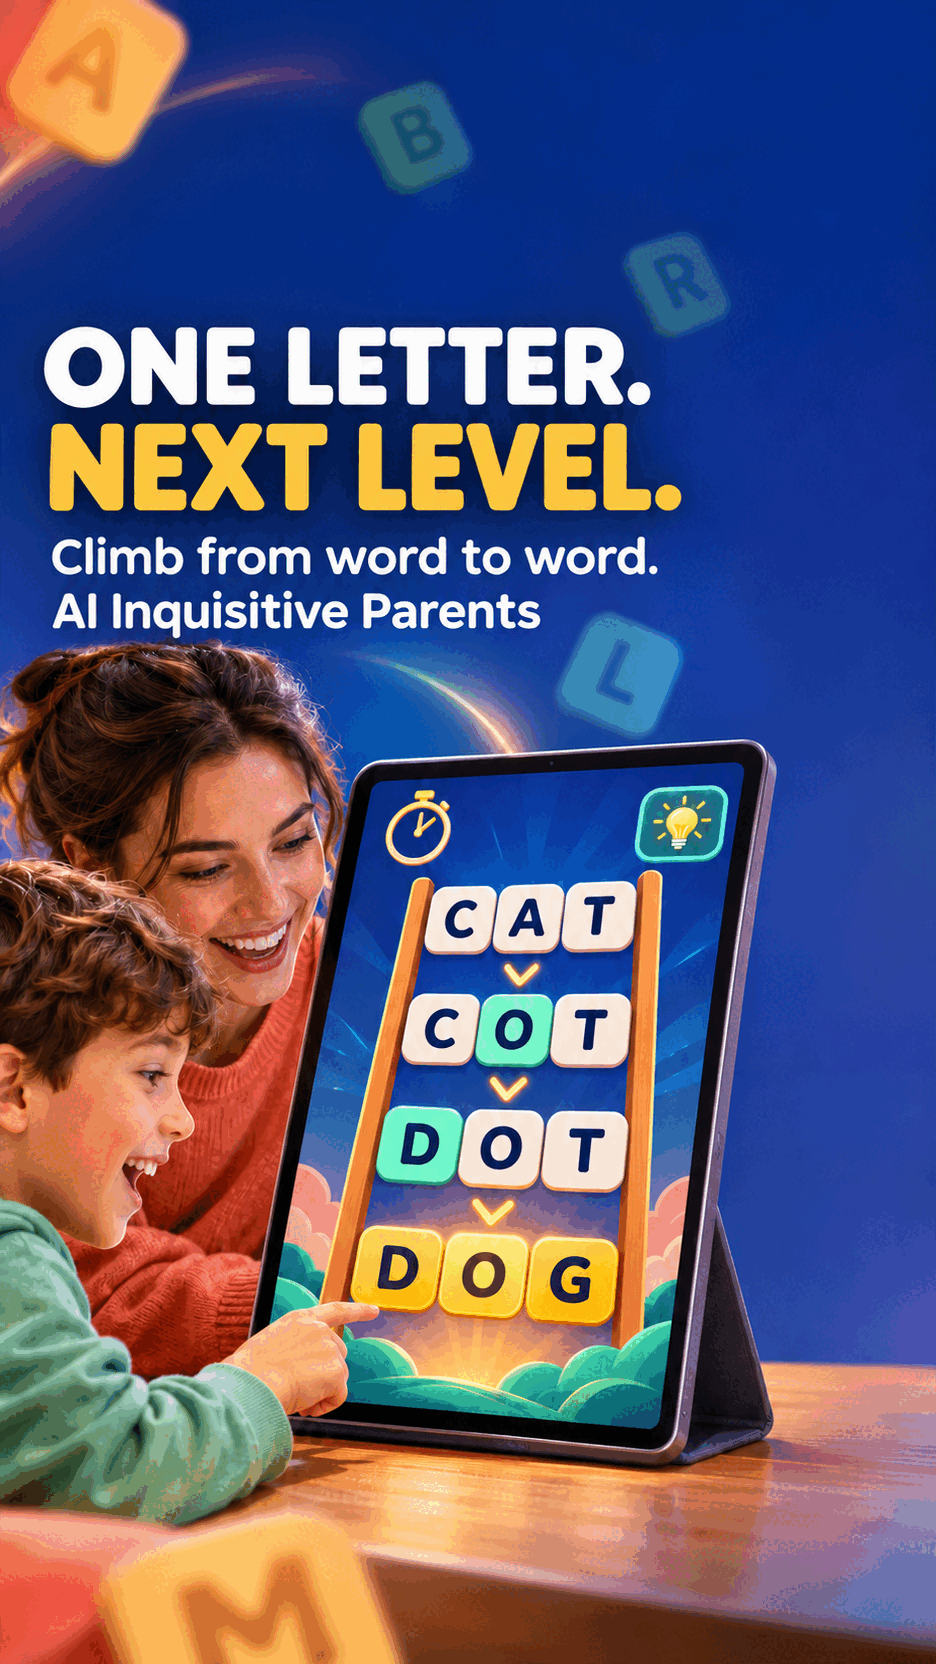 A
B
R
ONE LETTER.
NEXT LEVEL.
Climb from word to word.
AI Inquisitive Parents
L
CAT
COT
DOT
DOG
M